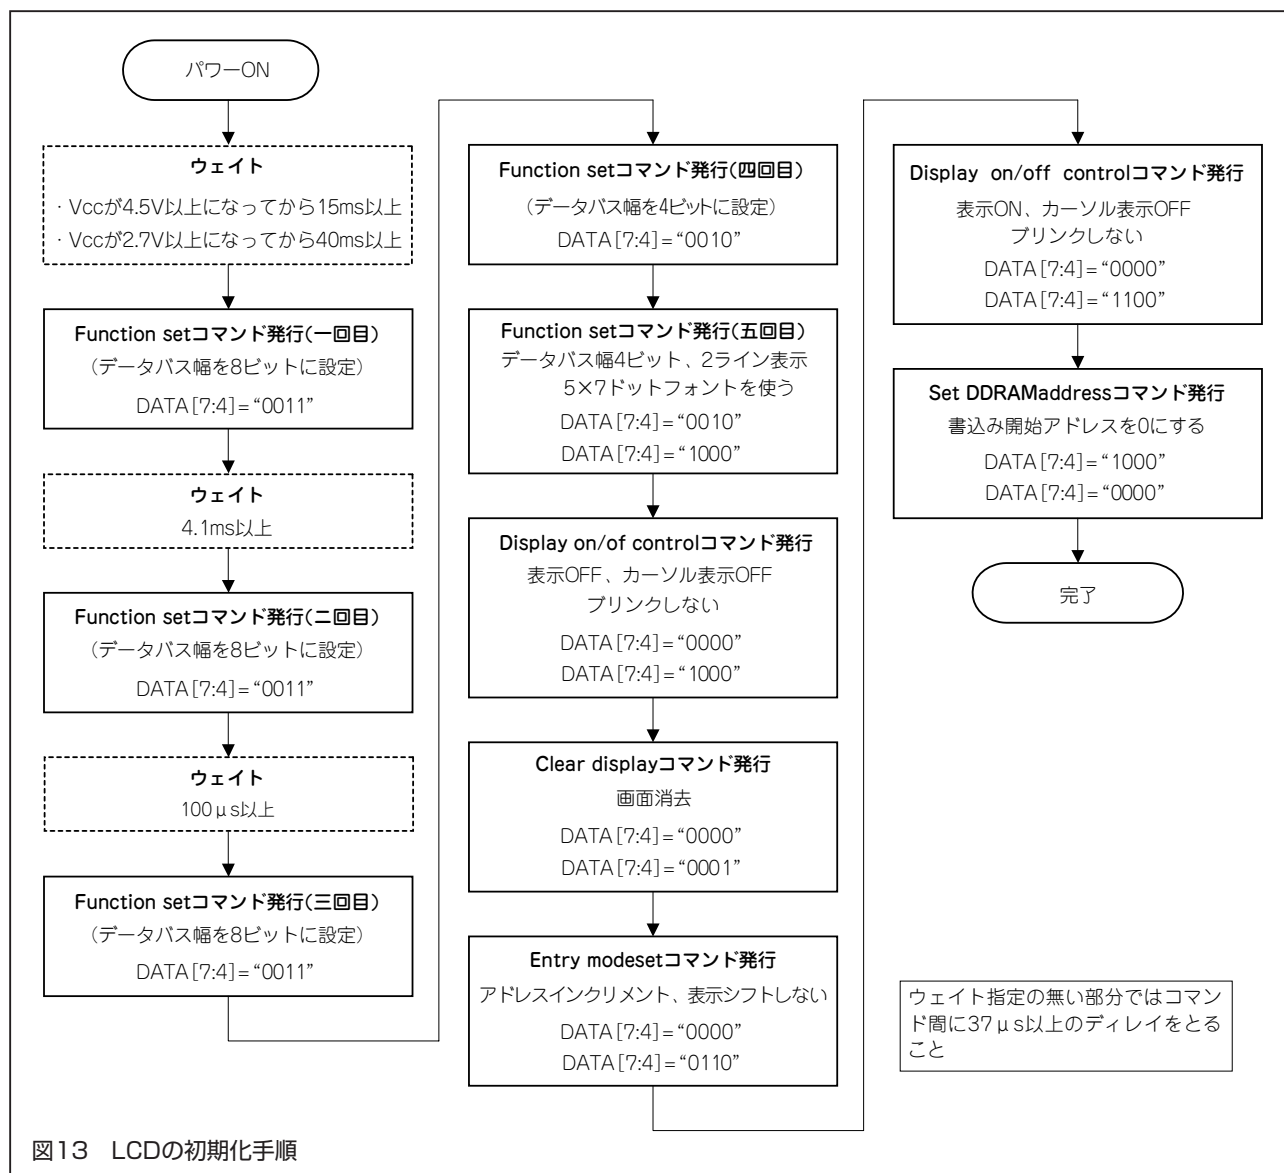 パワーON
ウェイト
・Vccが4.5V以上になってから15ms以上
・Vccが2.7V以上になってから40ms以上
Function setコマンド発行(一回目)
(データバス幅を8ビットに設定)
DATA[7:4]=“0011”
ウェイト
4.1ms以上
Function setコマンド発行(二回目)
(データバス幅を8ビットに設定)
DATA[7:4]=“0011”
ウェイト
100μs以上
Function setコマンド発行(三回目)
(データバス幅を8ビットに設定)
DATA[7:4]=“0011”
Function setコマンド発行(四回目)
(データバス幅を4ビットに設定)
DATA[7:4]=“0010”
Function setコマンド発行(五回目)
データバス幅4ビット、2ライン表示
5×7ドットフォントを使う
DATA[7:4]=“0010”
DATA[7:4]=“1000”
Display on/of controlコマンド発行
表示OFF、カーソル表示OFF
ブリンクしない
DATA[7:4]=“0000”
DATA[7:4]=“1000”
Clear displayコマンド発行
画面消去
DATA[7:4]=“0000”
DATA[7:4]=“0001”
Entry modesetコマンド発行
アドレスインクリメント、表示シフトしない
DATA[7:4]=“0000”
DATA[7:4]=“0110”
Display on/off controlコマンド発行
表示ON、カーソル表示OFF
ブリンクしない
DATA[7:4]=“0000”
DATA[7:4]=“1100”
Set DDRAMaddressコマンド発行
書込み開始アドレスを0にする
DATA[7:4]=“1000”
DATA[7:4]=“0000”
完了
ウェイト指定の無い部分ではコマン
ド間に37μs以上のディレイをとる
こと
図13 LCDの初期化手順